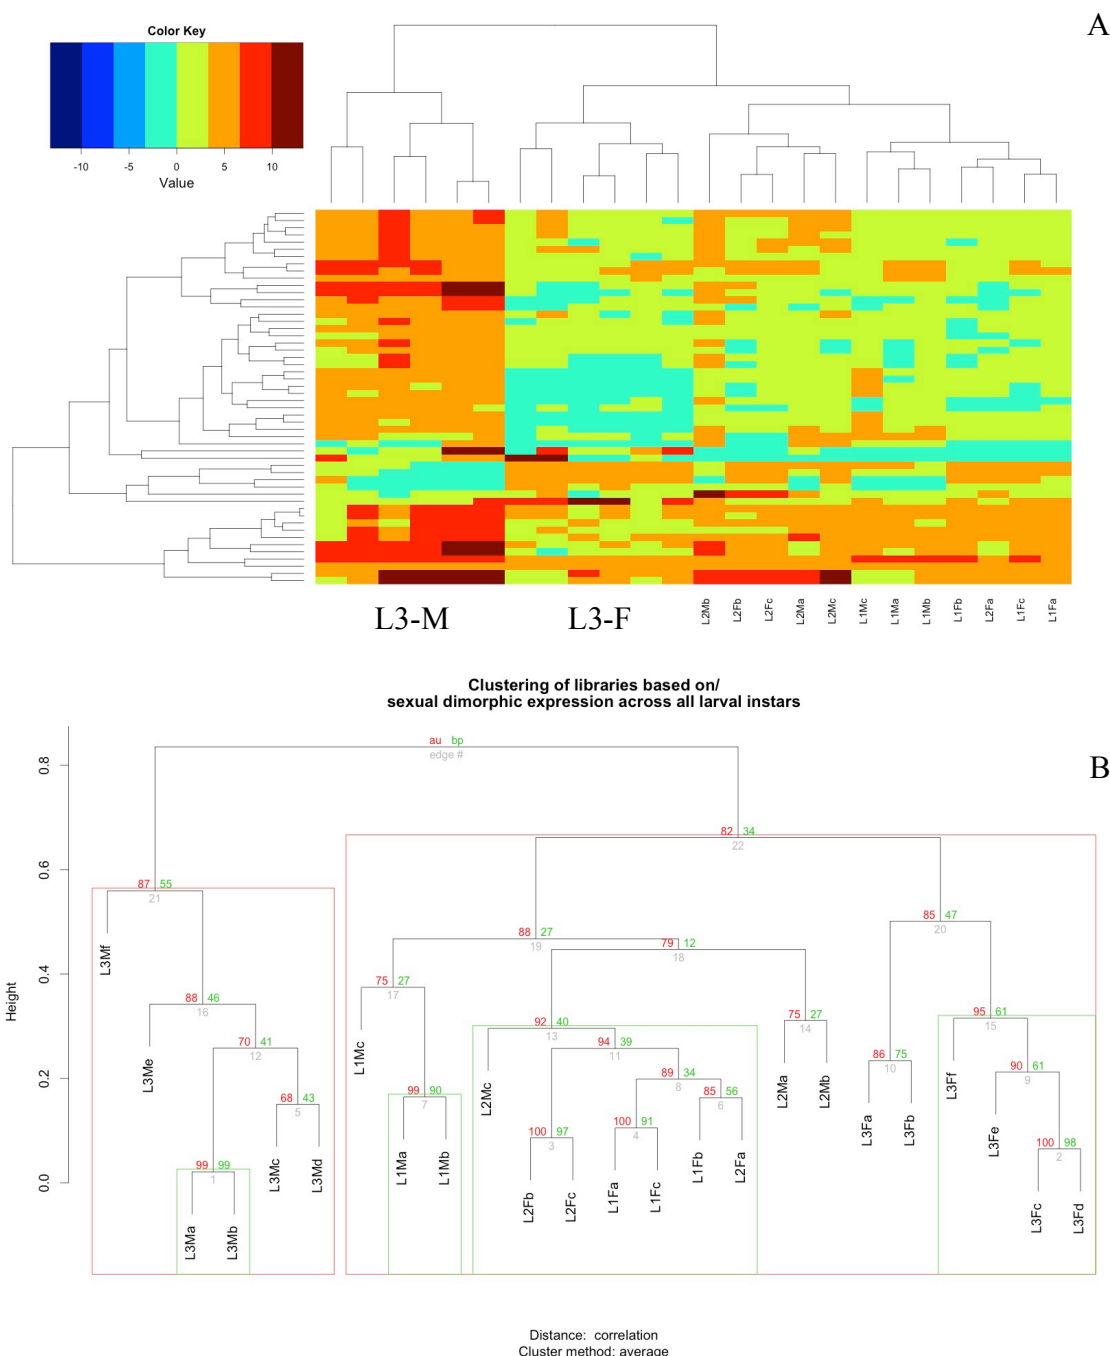 A
Color Key
-10 -5 0 5 10
Value
L3-M L3-F
L2Mb L2Fb L2Fc L2Ma L2Mc L1Mc L1Ma L1Mb L1Fb L2Fa L1Fc L1Fa
Clustering of libraries based on/
sexual dimorphic expression across all larval instars
B
au bp
edge #
0.8
0.6
0.4
0.2
0.0
Height
82 34
22
87 55
21
85 47
20
88 27
19
79 12
18
75 27
17
88 46
16
95 61
15
75 27
14
92 40
13
70 41
12
94 39
11
86 75
10
90 61
9
89 34
8
99 90
7
85 56
6
68 43
5
100 91
4
100 97
3
100 98
2
99 99
1
L3Mf
L3Me
L3Ma
L3Mb
L3Mc
L3Md
L1Mc
L1Ma
L1Mb
L2Mc
L2Fb
L2Fc
L1Fa
L1Fc
L1Fb
L2Fa
L2Ma
L2Mb
L3Fa
L3Fb
L3Ff
L3Fe
L3Fc
L3Fd
Distance: correlation
Cluster method: average